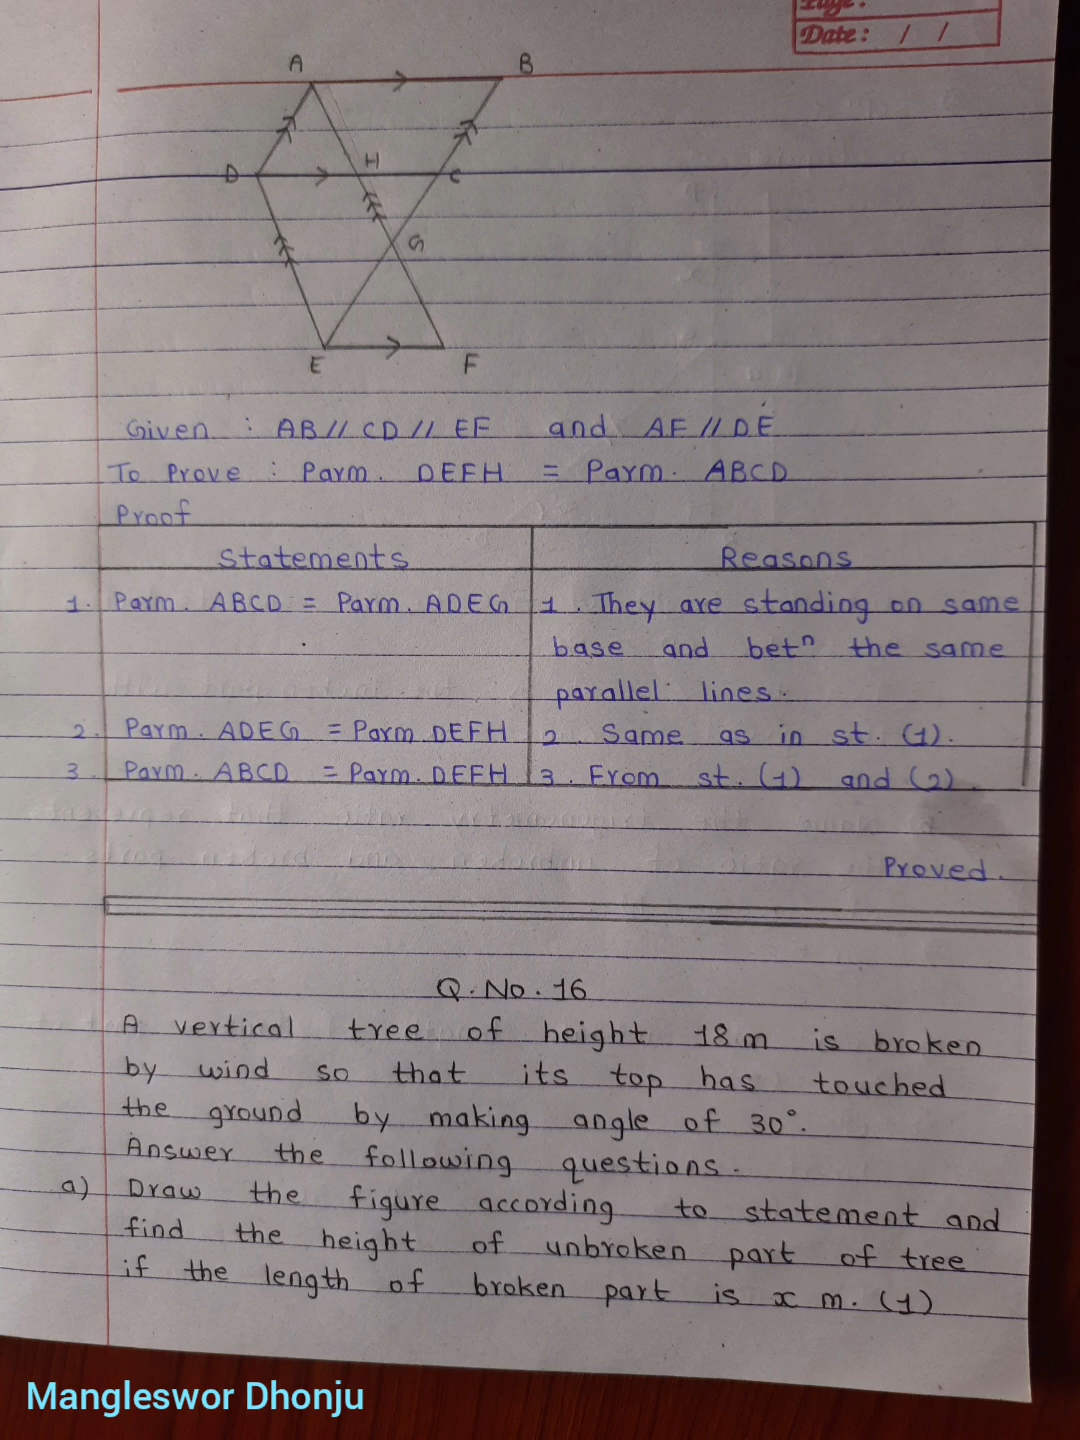 Page:
Date: / /
A B
D H C
G
E F
Given : AB // CD // EF and AF // DE
To Prove : Parm. DEFH = Parm. ABCD
Proof
Statements Reasons
1. Parm. ABCD = Parm. ADEG 1. They are standing on same
base and betⁿ the same
parallel lines.
2. Parm. ADEG = Parm DEFH 2. Same as in st. (1).
3. Parm. ABCD = Parm. DEFH 3. From st. (1) and (2).
Proved.
Q. No. 16
A vertical tree of height 18 m is broken
by wind so that its top has touched
the ground by making angle of 30°.
Answer the following questions.
a) Draw the figure according to statement and
find the height of unbroken part of tree
if the length of broken part is x m. (1)
Mangleswor Dhonju